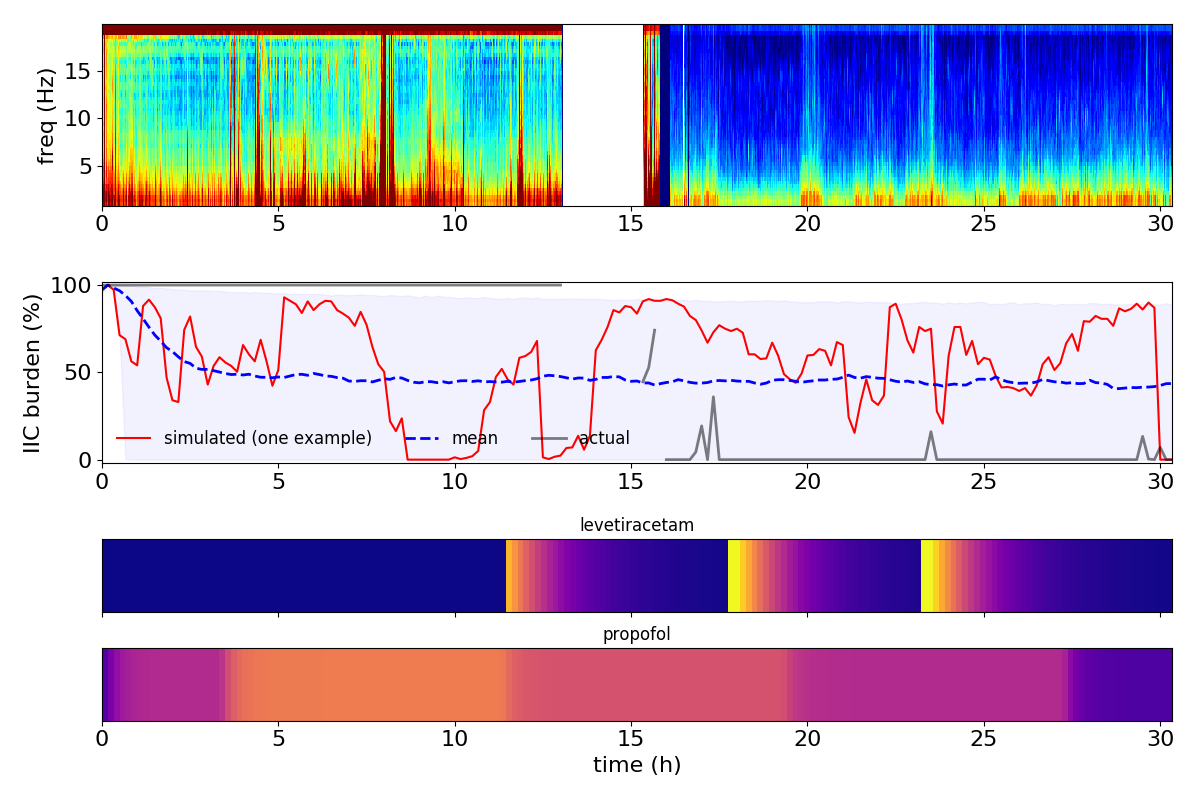 freq (Hz)
15
10
5
0 5 10 15 20 25 30
IIC burden (%)
100
50
0
simulated (one example) mean actual
0 5 10 15 20 25 30
levetiracetam
propofol
0 5 10 15 20 25 30
time (h)